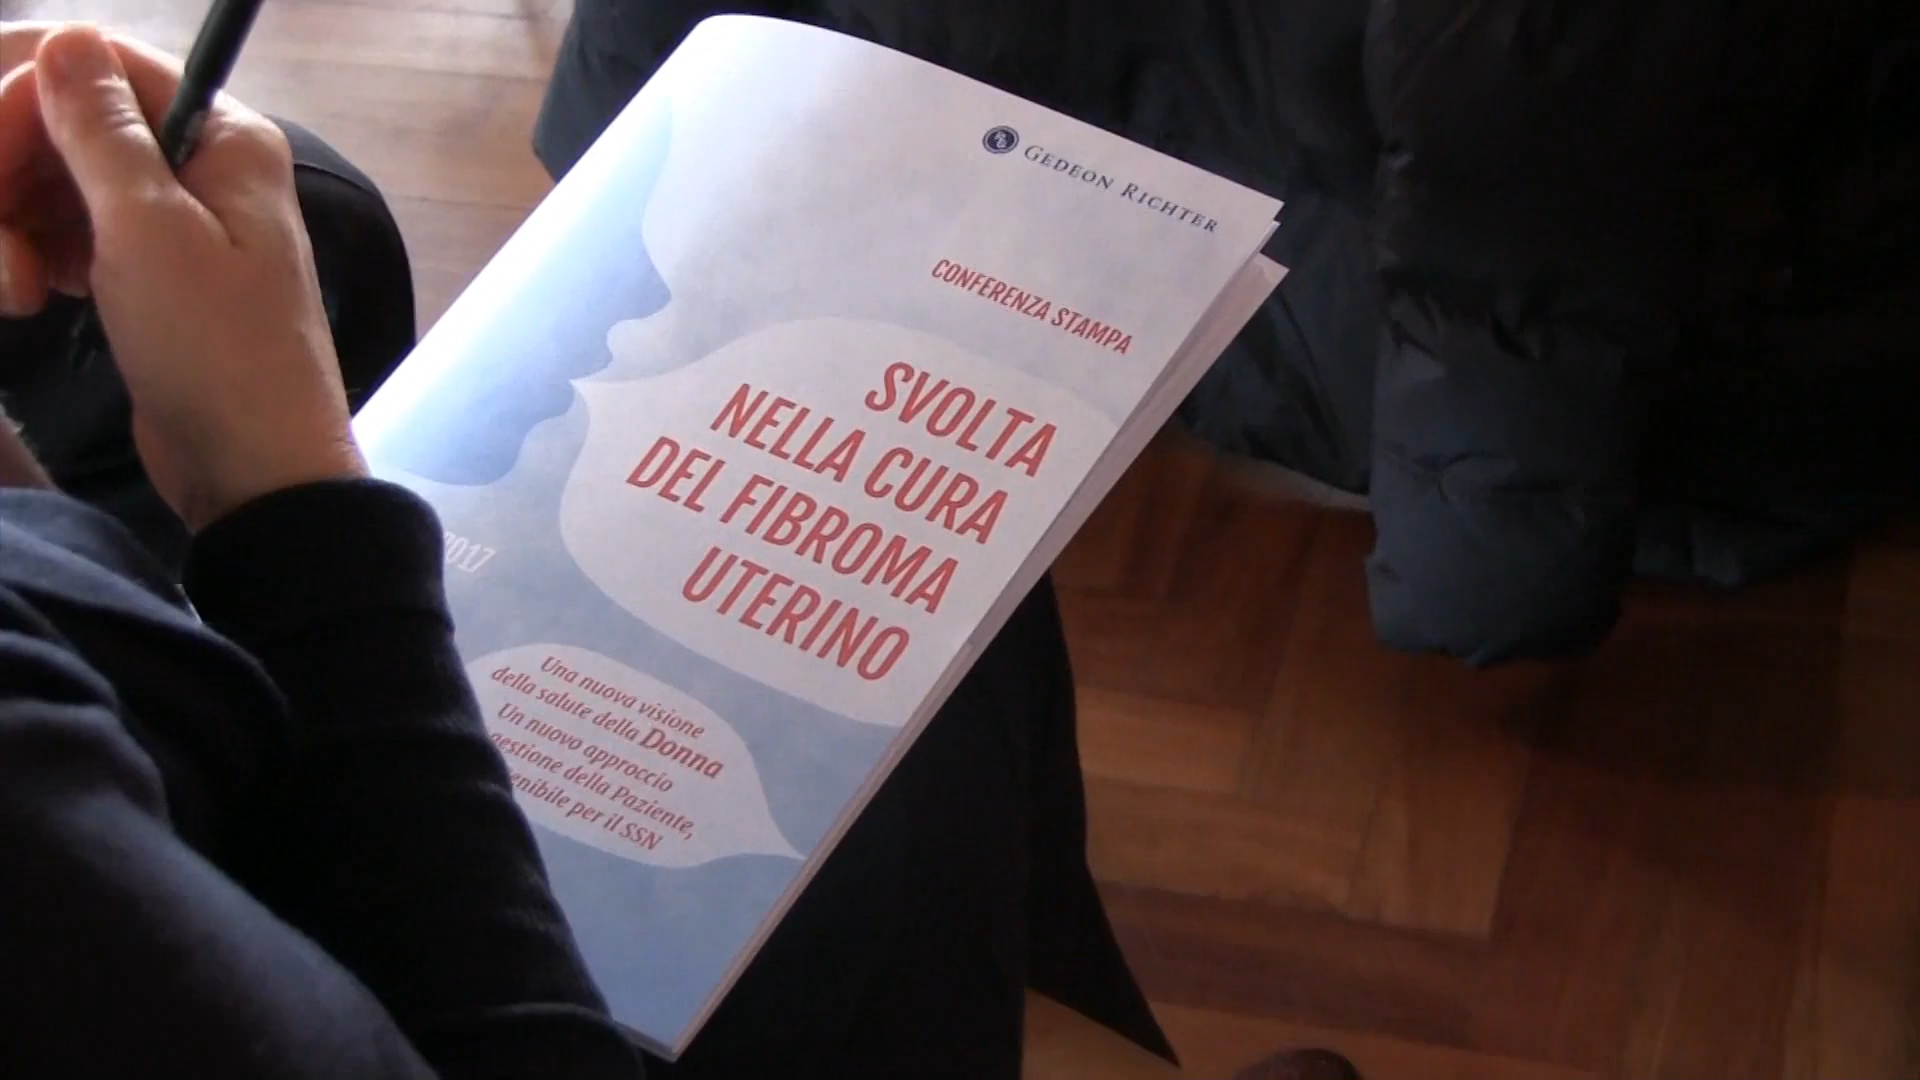 GEDEON RICHTER
CONFERENZA STAMPA
SVOLTA
NELLA CURA
DEL FIBROMA
UTERINO
2017
Una nuova visione
della salute della Donna
Un nuovo approccio
gestione della Paziente,
per il SSN